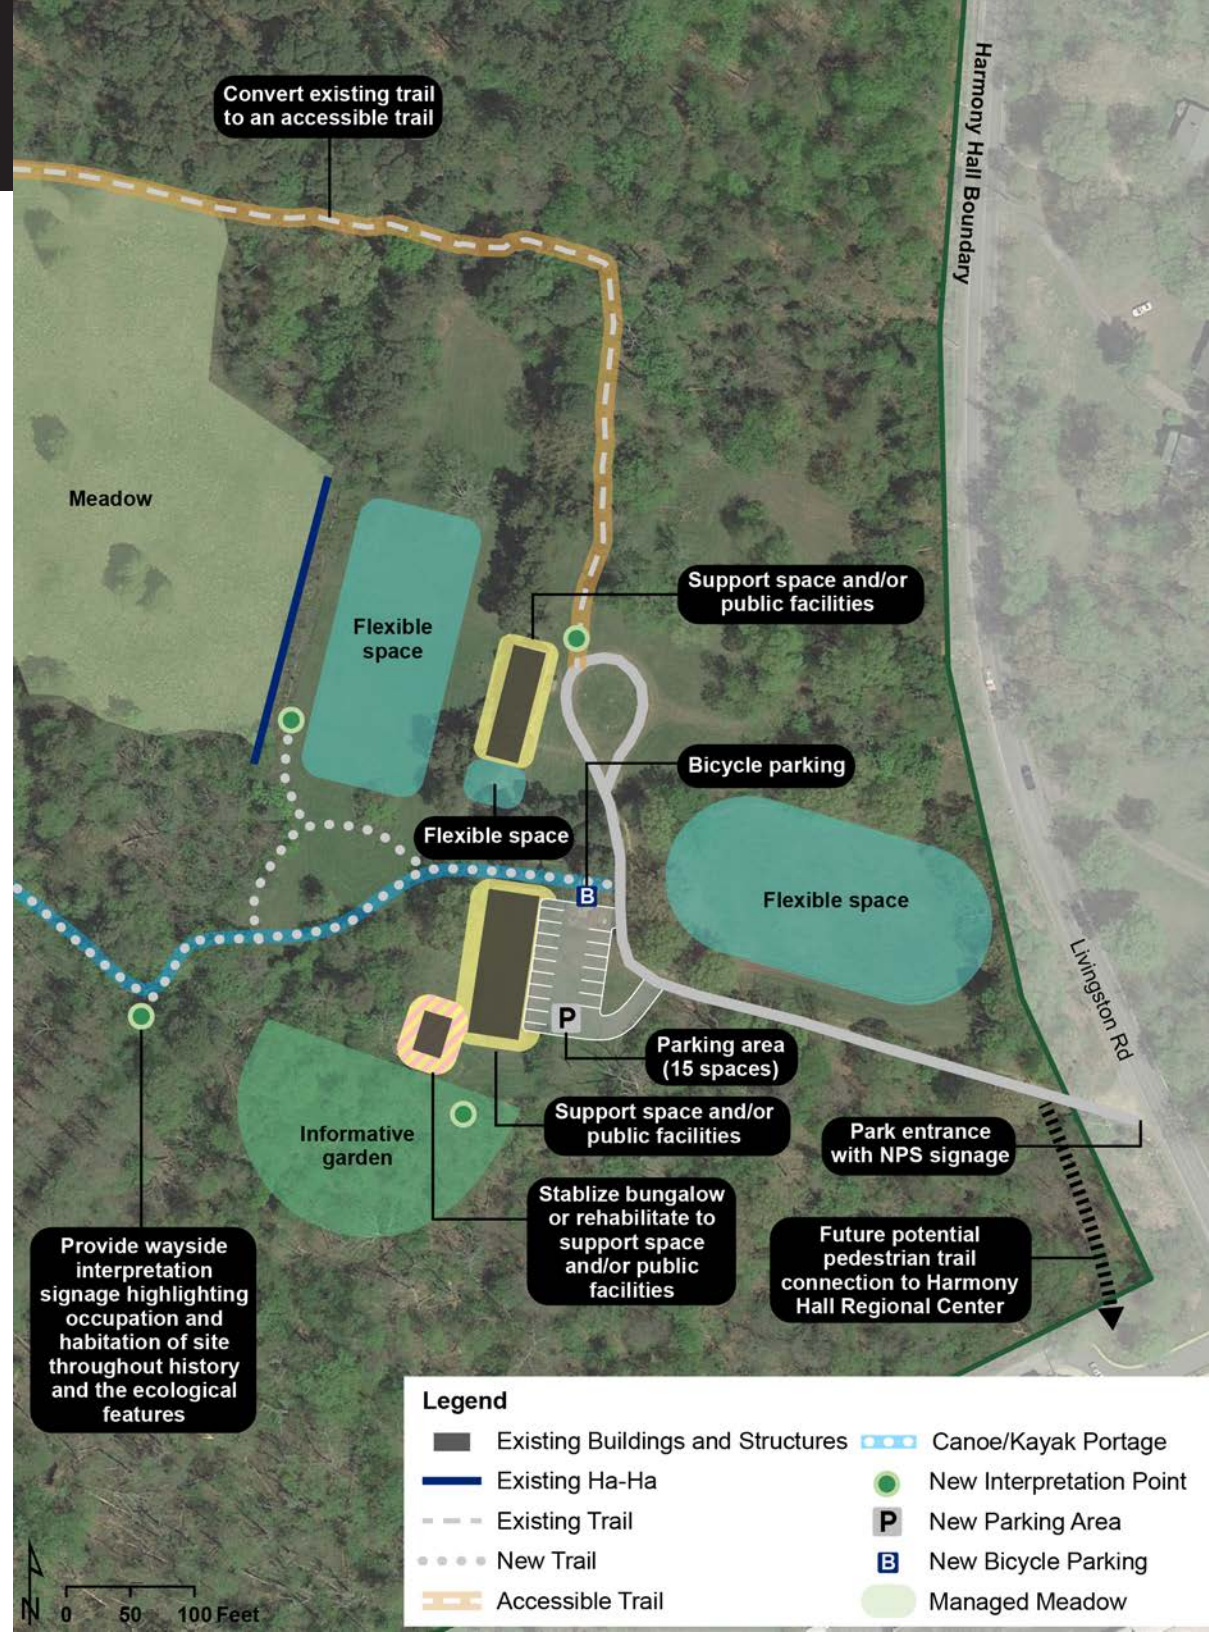 Convert existing trail
to an accessible trail
Harmony Hall Boundary
Meadow
Support space and/or
public facilities
Flexible
space
Bicycle parking
Flexible space
B
Flexible space
Livingston Rd
P
Parking area
(15 spaces)
Support space and/or
public facilities
Park entrance
with NPS signage
Informative
garden
Stablize bungalow
or rehabilitate to
support space
and/or public
facilities
Future potential
pedestrian trail
connection to Harmony
Hall Regional Center
Provide wayside
interpretation
signage highlighting
occupation and
habitation of site
throughout history
and the ecological
features
Legend
Existing Buildings and Structures
Existing Ha-Ha
Existing Trail
New Trail
Accessible Trail
Canoe/Kayak Portage
New Interpretation Point
P New Parking Area
B New Bicycle Parking
Managed Meadow
N
0 50 100 Feet